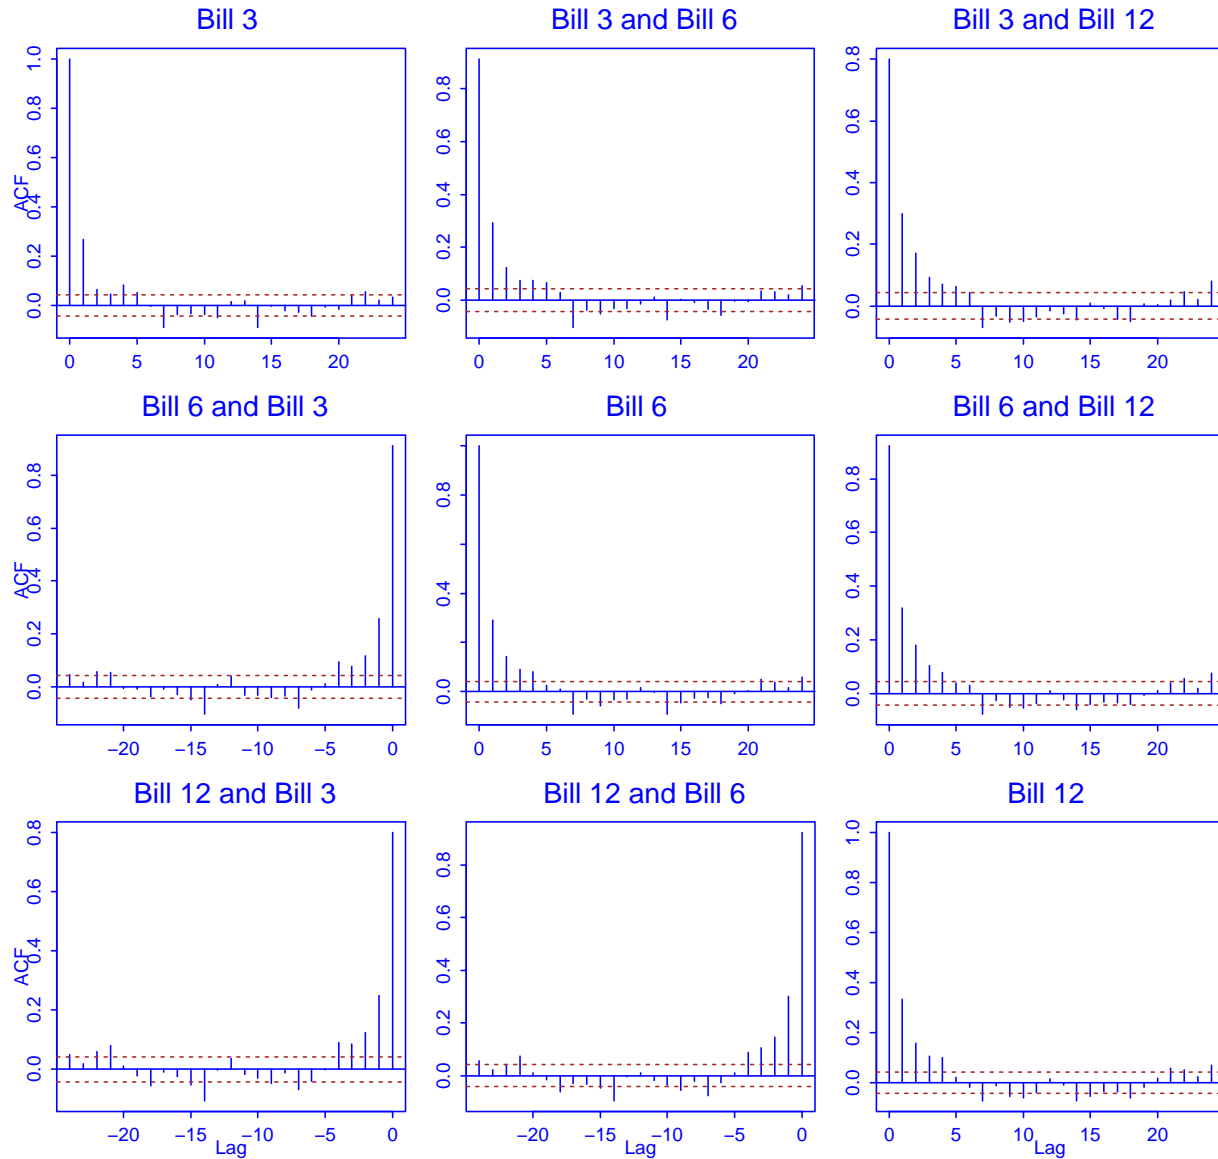 Bill 3
Bill 3 and Bill 6
Bill 3 and Bill 12
ACF
0.0 0.2 0.4 0.6 0.8 1.0
0 5 10 15 20
0.0 0.2 0.4 0.6 0.8
0 5 10 15 20
0.0 0.2 0.4 0.6 0.8
0 5 10 15 20
Bill 6 and Bill 3
Bill 6
Bill 6 and Bill 12
ACF
0.0 0.2 0.4 0.6 0.8
−20 −15 −10 −5 0
0.0 0.2 0.4 0.8
0 5 10 15 20
0.0 0.2 0.4 0.6 0.8
0 5 10 15 20
Bill 12 and Bill 3
Bill 12 and Bill 6
Bill 12
ACF
0.0 0.2 0.4 0.6 0.8
−20 −15 −10 −5 0
Lag
0.0 0.2 0.4 0.6 0.8
−20 −15 −10 −5 0
Lag
0.0 0.2 0.4 0.6 0.8 1.0
0 5 10 15 20
Lag